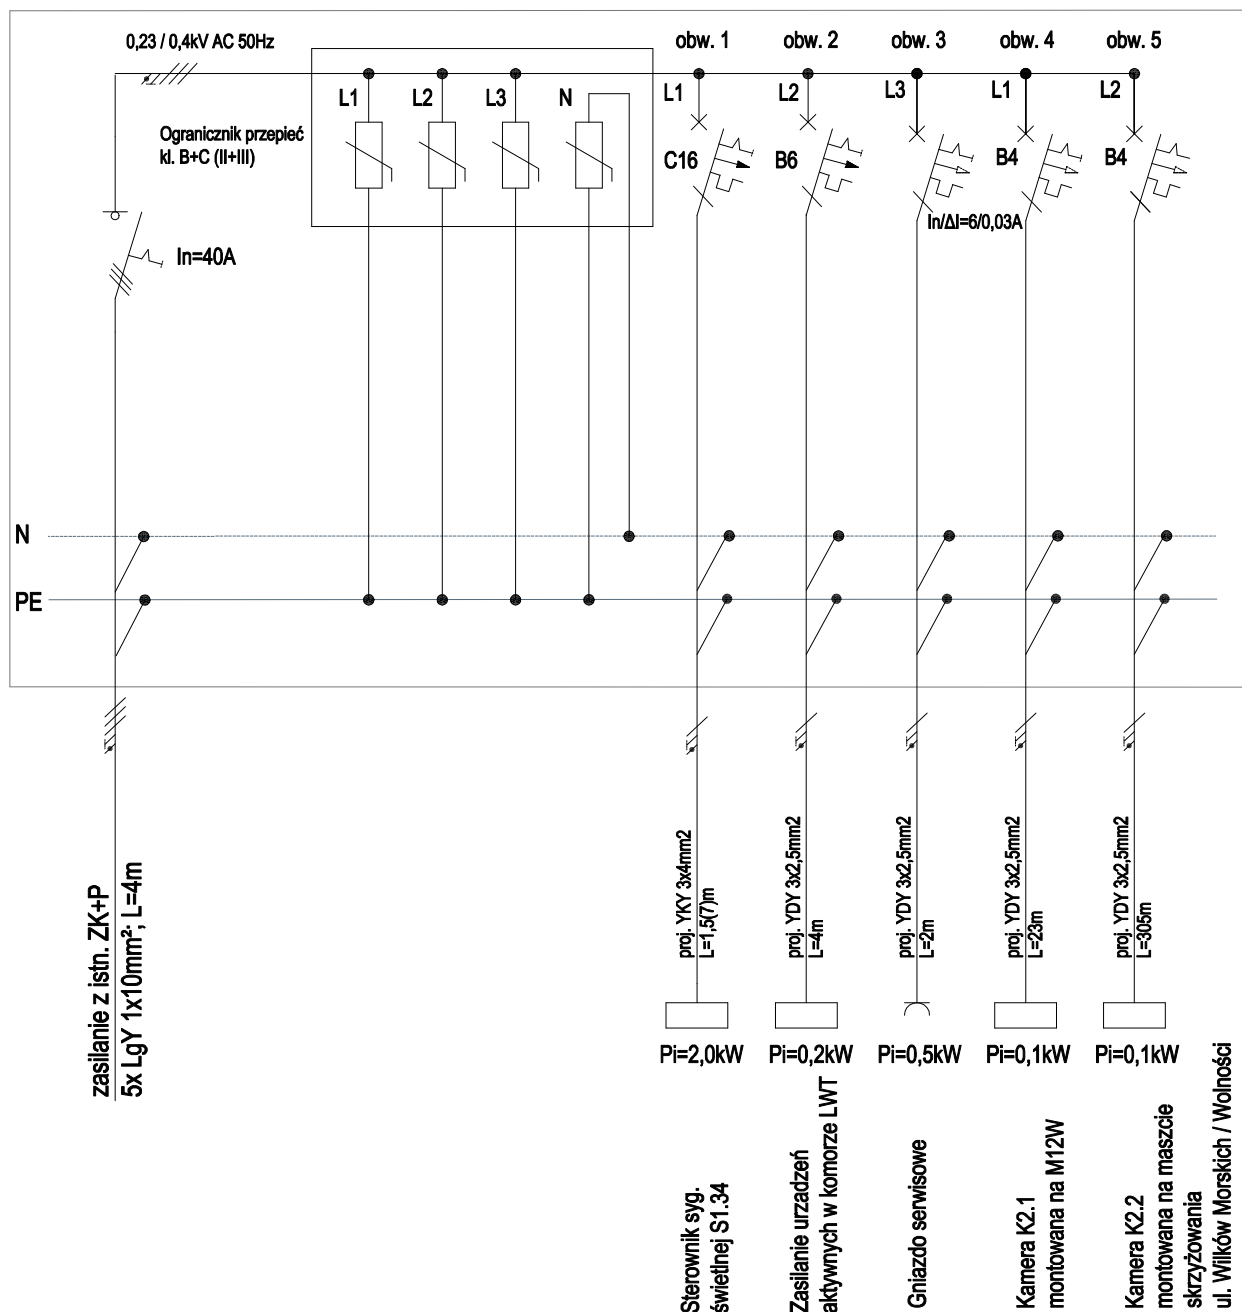 0,23 / 0,4kV AC 50Hz
obw. 1
obw. 2
obw. 3
obw. 4
obw. 5
L1
L2
L3
N
L1
L2
L3
L1
L2
Ogranicznik przepieć
kl. B+C (II+III)
C16
B6
B4
B4
In/ΔI=6/0,03A
In=40A
N
PE
zasilanie z istn. ZK+P
5x LgY 1x10mm²; L=4m
proj. YKY 3x4mm2
L=1,5(7)m
proj. YDY 3x2,5mm2
L=4m
proj. YDY 3x2,5mm2
L=2m
proj. YDY 3x2,5mm2
L=23m
proj. YDY 3x2,5mm2
L=305m
Pi=2,0kW
Pi=0,2kW
Pi=0,5kW
Pi=0,1kW
Pi=0,1kW
Sterownik syg.
świetlnej S1.34
Zasilanie urzadzeń
aktywnych w komorze LWT
Gniazdo serwisowe
Kamera K2.1
montowana na M12W
Kamera K2.2
montowana na maszcie
skrzyżowania
ul. Wilków Morskich / Wolności